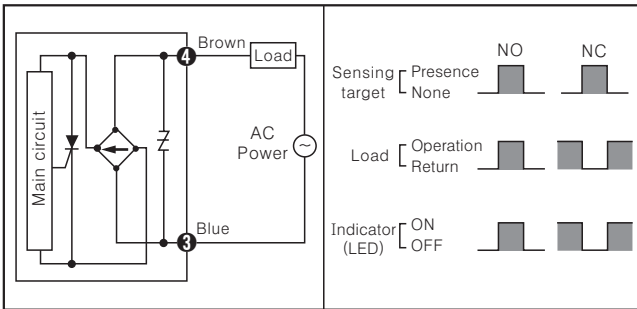 Main circuit
4
Brown
Load
AC
Power
3
Blue
NO NC
Sensing
target
Presence
None
Load
Operation
Return
Indicator
(LED)
ON
OFF